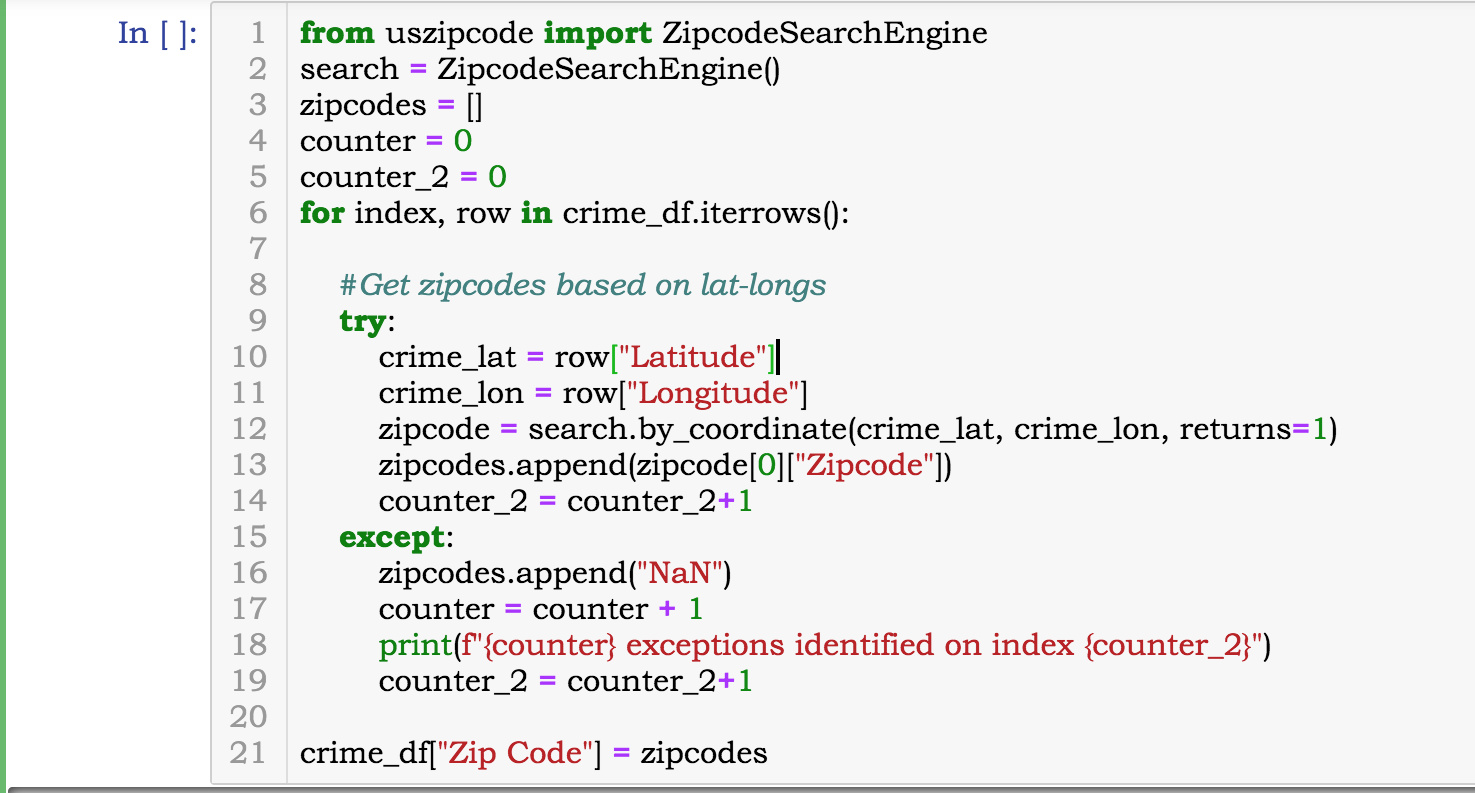 In [ ]:
1 from uszipcode import ZipcodeSearchEngine
2 search = ZipcodeSearchEngine()
3 zipcodes = []
4 counter = 0
5 counter_2 = 0
6 for index, row in crime_df.iterrows():
7
8     #Get zipcodes based on lat-longs
9     try:
10         crime_lat = row["Latitude"]
11         crime_lon = row["Longitude"]
12         zipcode = search.by_coordinate(crime_lat, crime_lon, returns=1)
13         zipcodes.append(zipcode[0]["Zipcode"])
14         counter_2 = counter_2+1
15     except:
16         zipcodes.append("NaN")
17         counter = counter + 1
18         print(f"{counter} exceptions identified on index {counter_2}")
19         counter_2 = counter_2+1
20
21 crime_df["Zip Code"] = zipcodes